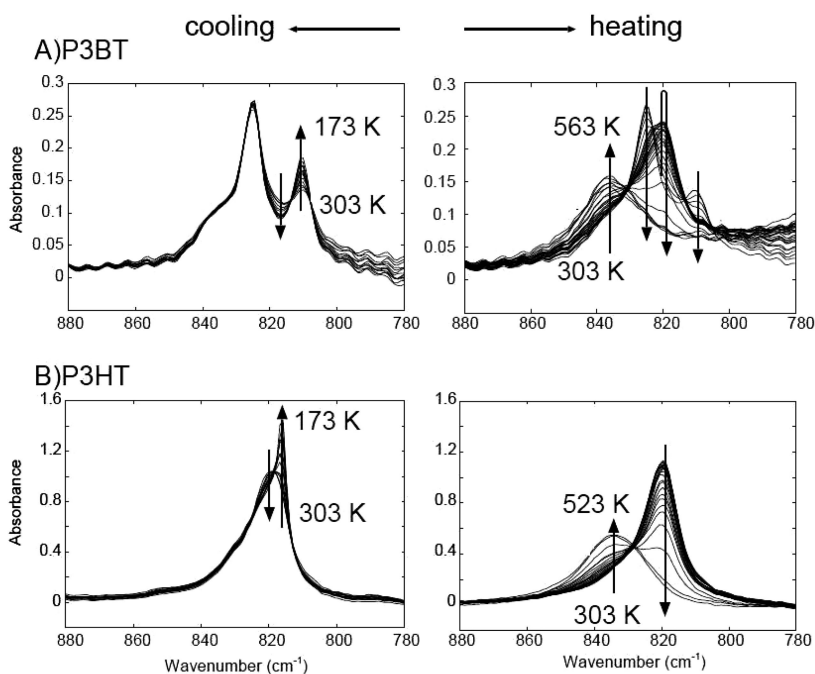 cooling
heating
A)P3BT
0.3
0.25
0.2
0.15
0.1
0.05
0
Absorbance
173 K
303 K
880 860 840 820 800 780
0.3
0.25
0.2
0.15
0.1
0.05
0
563 K
303 K
880 860 840 820 800 780
B)P3HT
1.6
1.2
0.8
0.4
0
Absorbance
173 K
303 K
880 860 840 820 800 780
Wavenumber (cm⁻¹)
1.6
1.2
0.8
0.4
0
523 K
303 K
880 860 840 820 800 780
Wavenumber (cm⁻¹)